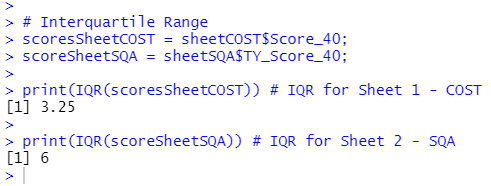 >
> # Interquartile Range
> scoresSheetCOST = sheetCOST$Score_40;
> scoreSheetSQA = sheetSQA$TY_Score_40;
>
> print(IQR(scoresSheetCOST)) # IQR for Sheet 1 - COST
[1] 3.25
>
> print(IQR(scoreSheetSQA)) # IQR for Sheet 2 - SQA
[1] 6
>